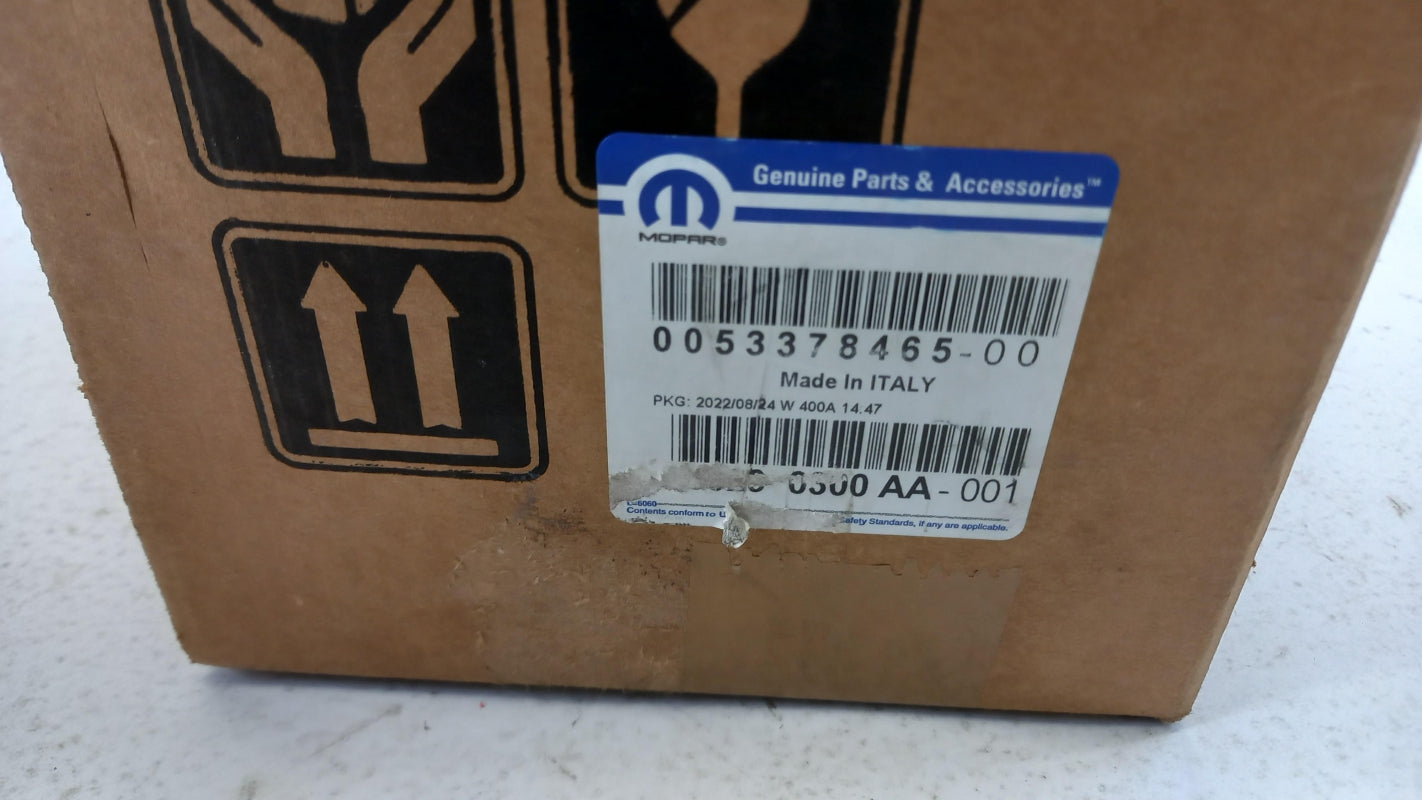 Genuine Parts & Accessories™
MOPAR®
0053378465-00
Made In ITALY
PKG: 2022/08/24 W 400A 14.47
0300 AA - 001
L-6060
Contents conform to
Safety Standards, if any are applicable.